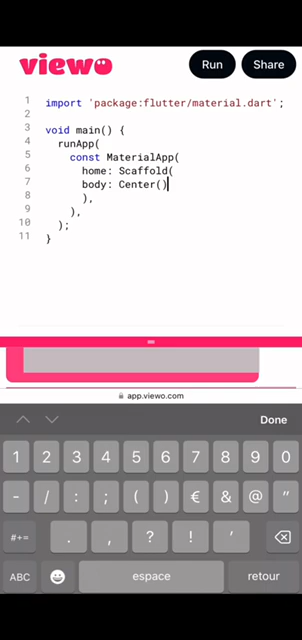 viewo
Run
Share
1 import 'package:flutter/material.dart';
2
3 void main() {
4 runApp(
5 const MaterialApp(
6 home: Scaffold(
7 body: Center()
8 ),
9 ),
10 );
11 }
app.viewo.com
Done
1 2 3 4 5 6 7 8 9 0
- / : ; ( ) € & @ "
#+= . , ? ! '
ABC espace retour